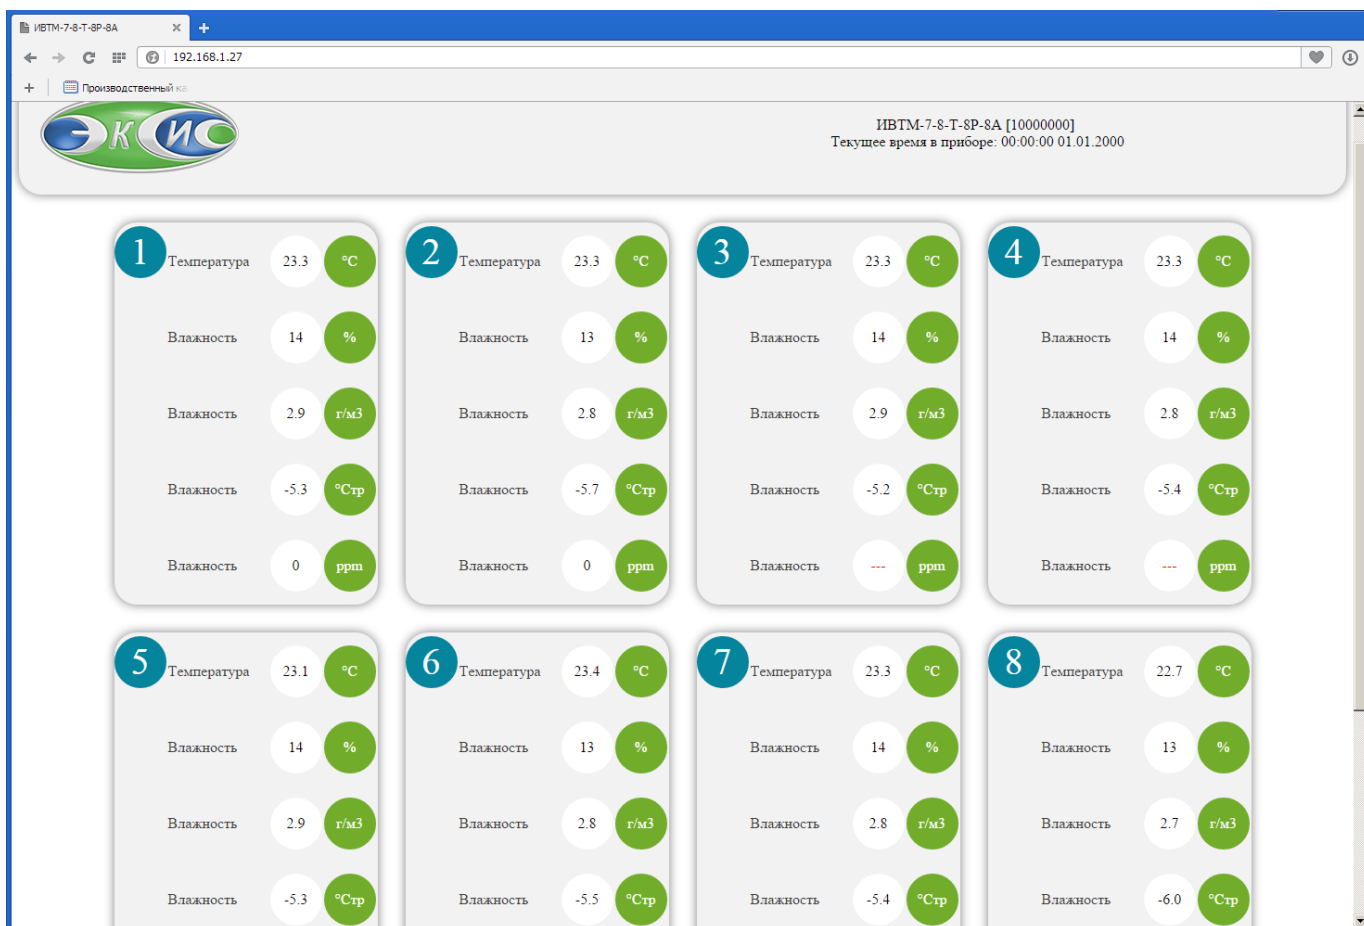 ИВТМ-7-8-Т-8Р-8А
192.168.1.27
Производственный ка
ЭКИС
ИВТМ-7-8-Т-8Р-8А [10000000]
Текущее время в приборе: 00:00:00 01.01.2000
1 Температура 23.3 °C
Влажность 14 %
Влажность 2.9 г/м3
Влажность -5.3 °Стр
Влажность 0 ppm
2 Температура 23.3 °C
Влажность 13 %
Влажность 2.8 г/м3
Влажность -5.7 °Стр
Влажность 0 ppm
3 Температура 23.3 °C
Влажность 14 %
Влажность 2.9 г/м3
Влажность -5.2 °Стр
Влажность --- ppm
4 Температура 23.3 °C
Влажность 14 %
Влажность 2.8 г/м3
Влажность -5.4 °Стр
Влажность --- ppm
5 Температура 23.1 °C
Влажность 14 %
Влажность 2.9 г/м3
Влажность -5.3 °Стр
6 Температура 23.4 °C
Влажность 13 %
Влажность 2.8 г/м3
Влажность -5.5 °Стр
7 Температура 23.3 °C
Влажность 14 %
Влажность 2.8 г/м3
Влажность -5.4 °Стр
8 Температура 22.7 °C
Влажность 13 %
Влажность 2.7 г/м3
Влажность -6.0 °Стр